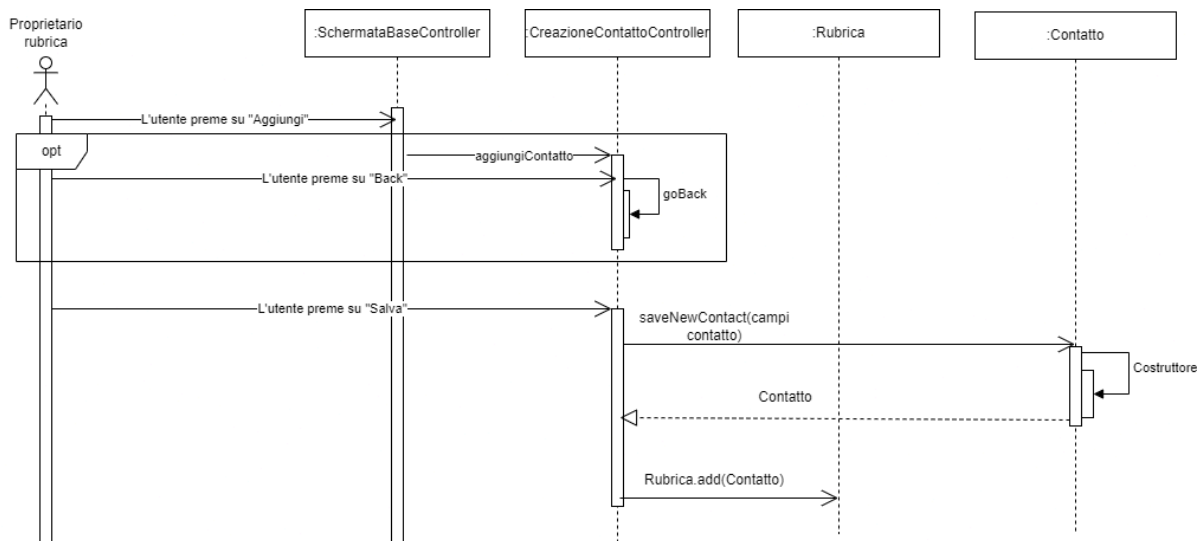 Proprietario
rubrica
:SchermataBaseController
:CreazioneContattoController
:Rubrica
:Contatto
L'utente preme su "Aggiungi"
opt
aggiungiContatto
L'utente preme su "Back"
goBack
L'utente preme su "Salva"
saveNewContact(campi
contatto)
Costruttore
Contatto
Rubrica.add(Contatto)